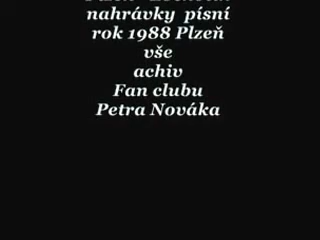 nahrávky písní
rok 1988 Plzeň
vše
achiv
Fan clubu
Petra Nováka